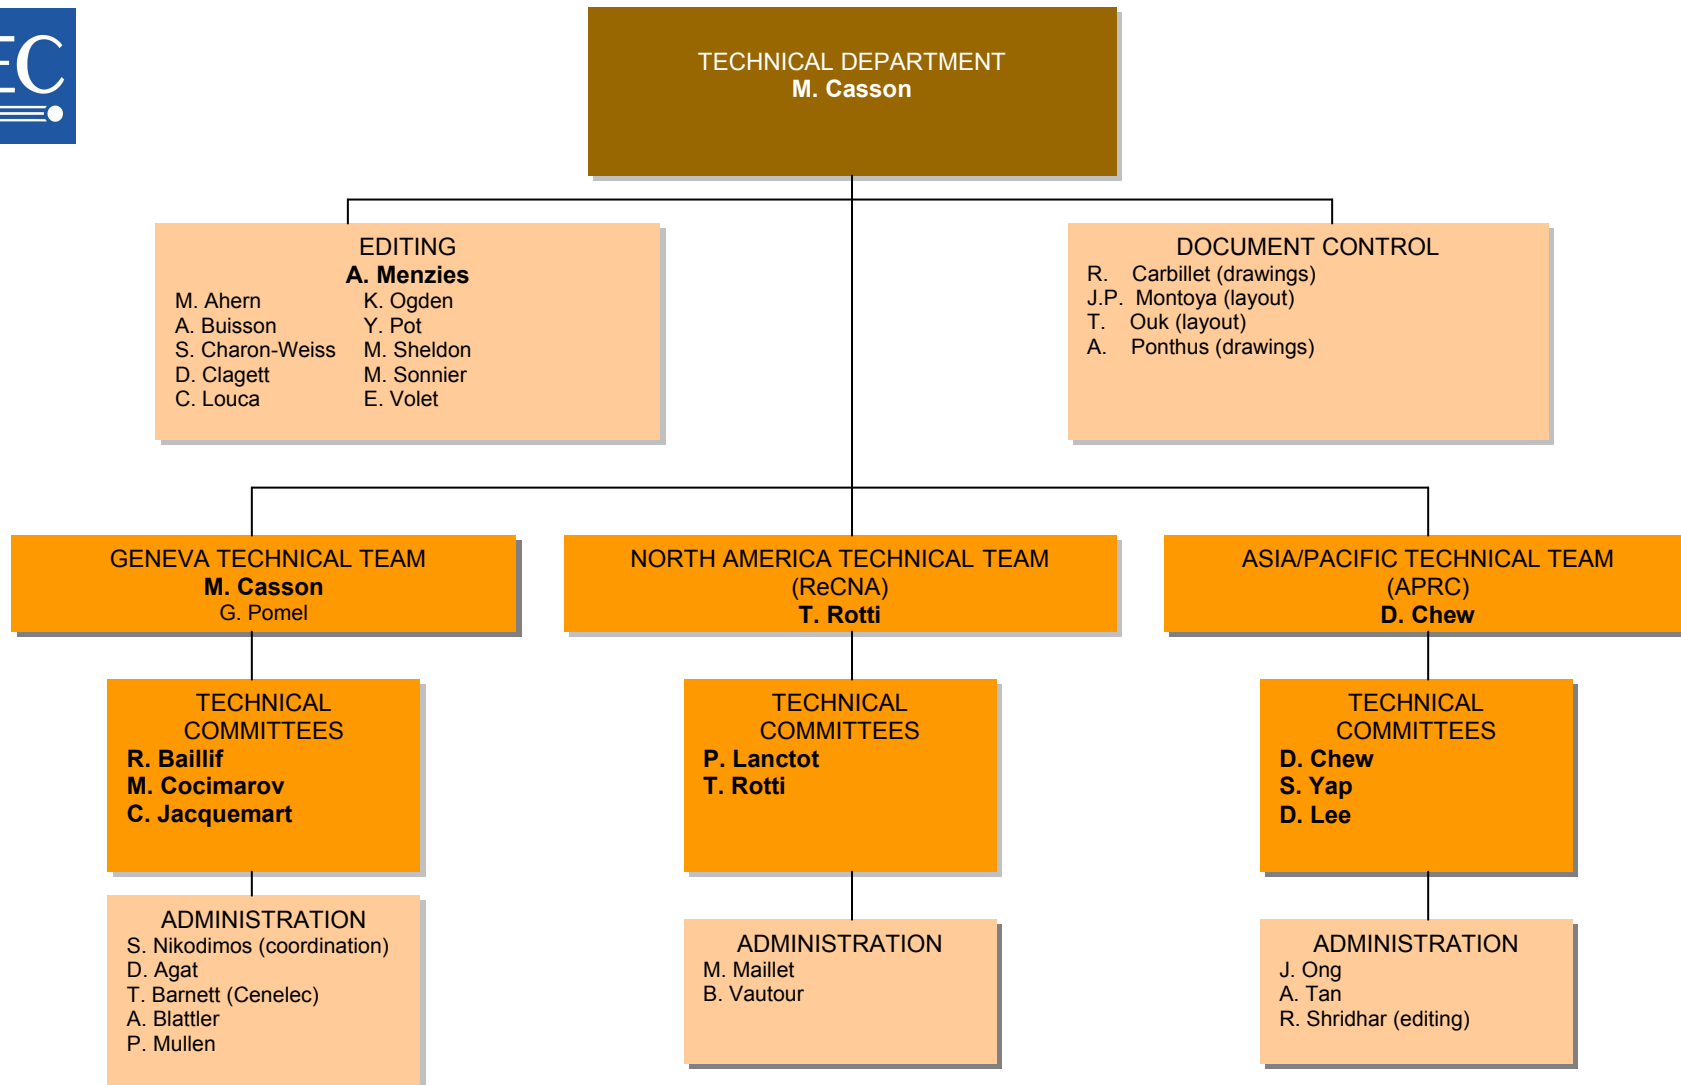 EC
TECHNICAL DEPARTMENT
M. Casson
EDITING
A. Menzies
M. Ahern K. Ogden
A. Buisson Y. Pot
S. Charon-Weiss M. Sheldon
D. Clagett M. Sonnier
C. Louca E. Volet
DOCUMENT CONTROL
R. Carbillet (drawings)
J.P. Montoya (layout)
T. Ouk (layout)
A. Ponthus (drawings)
GENEVA TECHNICAL TEAM
M. Casson
G. Pomel
NORTH AMERICA TECHNICAL TEAM
(ReCNA)
T. Rotti
ASIA/PACIFIC TECHNICAL TEAM
(APRC)
D. Chew
TECHNICAL
COMMITTEES
R. Baillif
M. Cocimarov
C. Jacquemart
TECHNICAL
COMMITTEES
P. Lanctot
T. Rotti
TECHNICAL
COMMITTEES
D. Chew
S. Yap
D. Lee
ADMINISTRATION
S. Nikodimos (coordination)
D. Agat
T. Barnett (Cenelec)
A. Blattler
P. Mullen
ADMINISTRATION
M. Maillet
B. Vautour
ADMINISTRATION
J. Ong
A. Tan
R. Shridhar (editing)